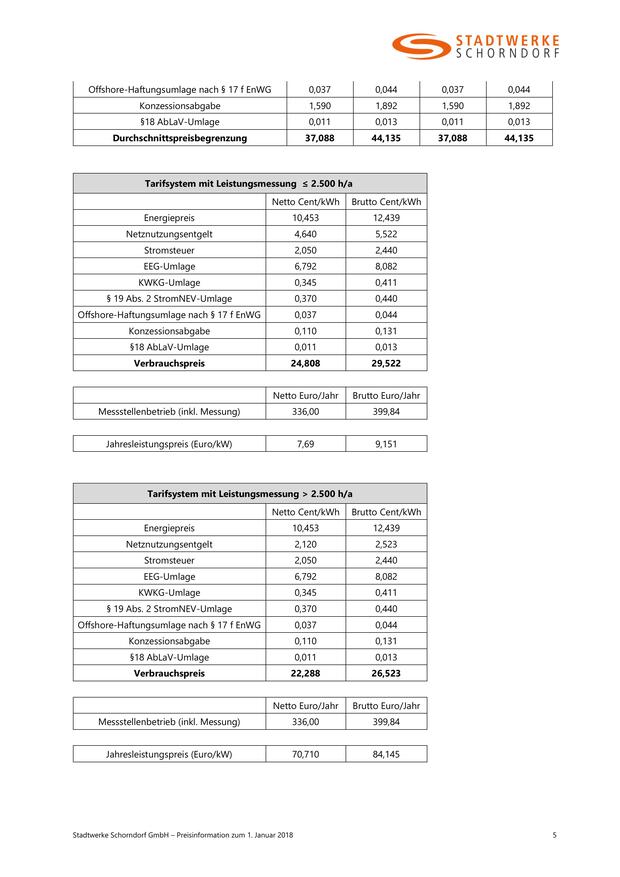 STADTWERKE
SCHORNDORF
Offshore-Haftungsumlage nach § 17 f EnWG 0,037 0,044 0,037 0,044
Konzessionsabgabe 1,590 1,892 1,590 1,892
§18 AbLaV-Umlage 0,011 0,013 0,011 0,013
Durchschnittspreisbegrenzung 37,088 44,135 37,088 44,135
Tarifsystem mit Leistungsmessung ≤ 2.500 h/a
Netto Cent/kWh Brutto Cent/kWh
Energiepreis 10,453 12,439
Netznutzungsentgelt 4,640 5,522
Stromsteuer 2,050 2,440
EEG-Umlage 6,792 8,082
KWKG-Umlage 0,345 0,411
§ 19 Abs. 2 StromNEV-Umlage 0,370 0,440
Offshore-Haftungsumlage nach § 17 f EnWG 0,037 0,044
Konzessionsabgabe 0,110 0,131
§18 AbLaV-Umlage 0,011 0,013
Verbrauchspreis 24,808 29,522
Netto Euro/Jahr Brutto Euro/Jahr
Messstellenbetrieb (inkl. Messung) 336,00 399,84
Jahresleistungspreis (Euro/kW) 7,69 9,151
Tarifsystem mit Leistungsmessung > 2.500 h/a
Netto Cent/kWh Brutto Cent/kWh
Energiepreis 10,453 12,439
Netznutzungsentgelt 2,120 2,523
Stromsteuer 2,050 2,440
EEG-Umlage 6,792 8,082
KWKG-Umlage 0,345 0,411
§ 19 Abs. 2 StromNEV-Umlage 0,370 0,440
Offshore-Haftungsumlage nach § 17 f EnWG 0,037 0,044
Konzessionsabgabe 0,110 0,131
§18 AbLaV-Umlage 0,011 0,013
Verbrauchspreis 22,288 26,523
Netto Euro/Jahr Brutto Euro/Jahr
Messstellenbetrieb (inkl. Messung) 336,00 399,84
Jahresleistungspreis (Euro/kW) 70,710 84,145
Stadtwerke Schorndorf GmbH – Preisinformation zum 1. Januar 2018 5